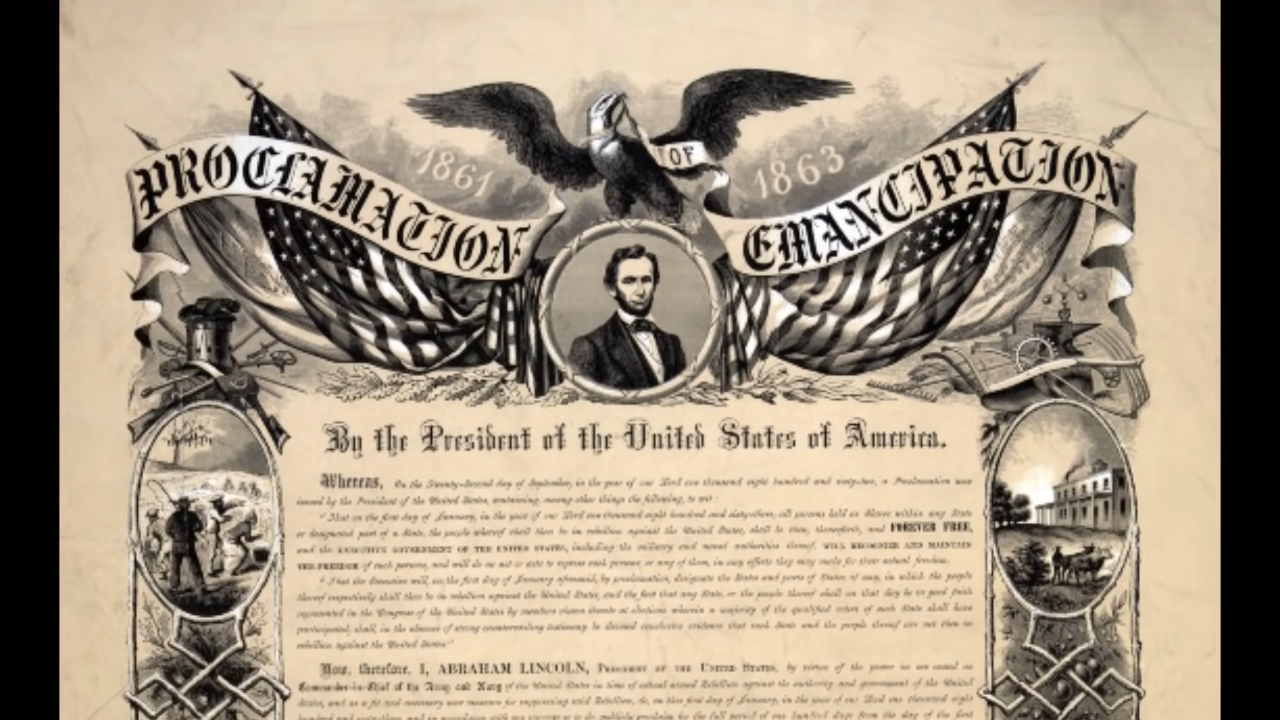 PROCLAMATION
OF
EMANCIPATION
1861
1863
By the President of the United States of America.
Whereas, On the Twenty-Second day of September, in the year of our Lord one thousand eight hundred and sixty-two, a Proclamation was
issued by the President of the United States, containing, among other things the following, to wit:
"That on the first day of January, in the year of our Lord one thousand eight hundred and sixty-three, all persons held as Slaves within any State
or designated part of a State, the people whereof shall then be in rebellion against the United States, shall be then, thenceforth, and FOREVER FREE,
and the EXECUTIVE GOVERNMENT OF THE UNITED STATES, including the military and naval authorities thereof, WILL RECOGNIZE AND MAINTAIN
THE FREEDOM of such persons, and will do no act or acts to repress such persons, or any of them, in any efforts they may make for their actual freedom.
"That the Executive will, on the first day of January aforesaid, by proclamation, designate the States and parts of States, if any, in which the people
thereof respectively shall then be in rebellion against the United States, and the fact that any State, or the people thereof shall on that day be in good faith
represented in the Congress of the United States by members chosen thereto at elections wherein a majority of the qualified voters of such State shall have
participated, shall, in the absence of strong countervailing testimony be deemed conclusive evidence that such State and the people thereof are not then in
rebellion against the United States."
Now, therefore, I, ABRAHAM LINCOLN, PRESIDENT OF THE UNITED STATES, by virtue of the power in me vested as
Commander-in-Chief of the Army and Navy of the United States in time of actual armed Rebellion against the authority and government of the United
States, and as a fit and necessary war measure for suppressing said Rebellion, do, on this first day of January, in the year of our Lord one thousand eight